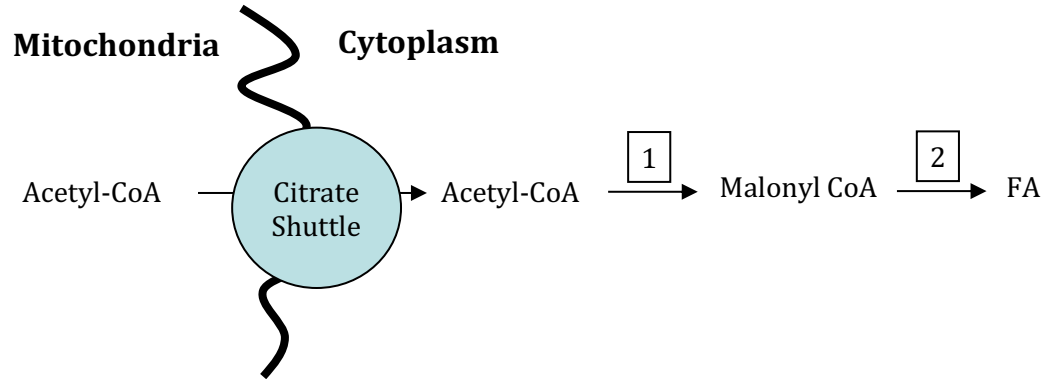 Mitochondria
Cytoplasm
1
2
Acetyl-CoA
Citrate
Shuttle
Acetyl-CoA
Malonyl CoA
FA